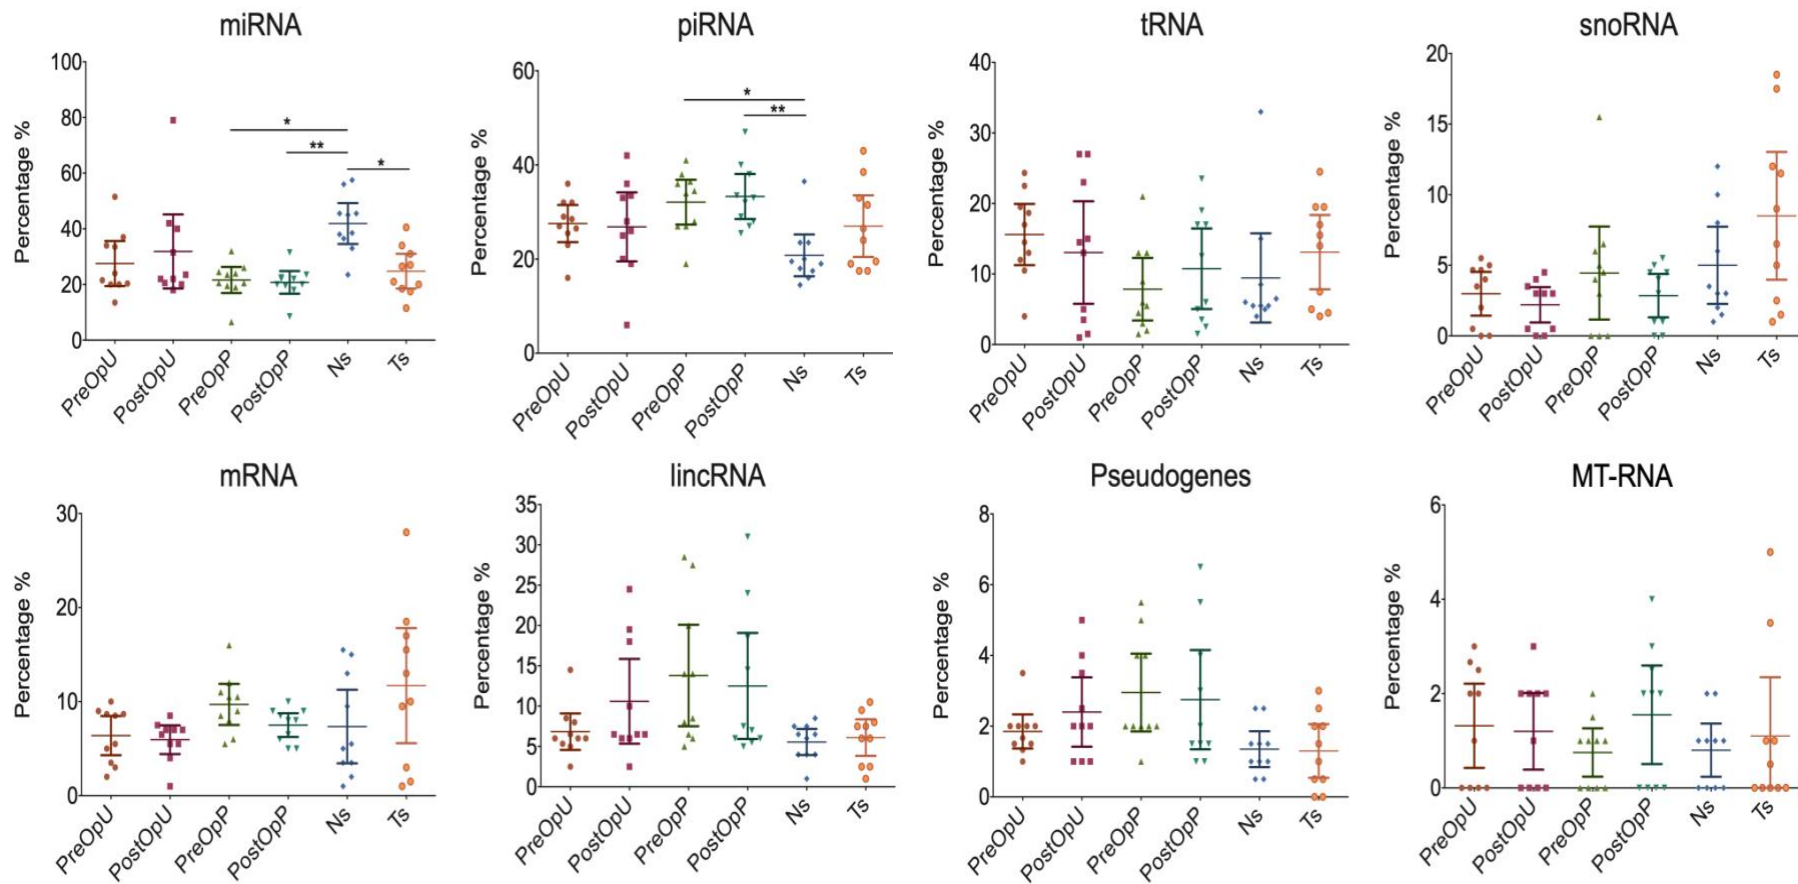 miRNA
Percentage %
100
80
60
40
20
0
*
**
*
PreOpU
PostOpU
PreOpP
PostOpP
Ns
Ts
piRNA
Percentage %
60
40
20
0
*
**
PreOpU
PostOpU
PreOpP
PostOpP
Ns
Ts
tRNA
Percentage %
40
30
20
10
0
PreOpU
PostOpU
PreOpP
PostOpP
Ns
Ts
snoRNA
Percentage %
20
15
10
5
0
PreOpU
PostOpU
PreOpP
PostOpP
Ns
Ts
mRNA
Percentage %
30
20
10
0
PreOpU
PostOpU
PreOpP
PostOpP
Ns
Ts
lincRNA
Percentage %
35
30
25
20
15
10
5
0
PreOpU
PostOpU
PreOpP
PostOpP
Ns
Ts
Pseudogenes
Percentage %
8
6
4
2
0
PreOpU
PostOpU
PreOpP
PostOpP
Ns
Ts
MT-RNA
Percentage %
6
4
2
0
PreOpU
PostOpU
PreOpP
PostOpP
Ns
Ts